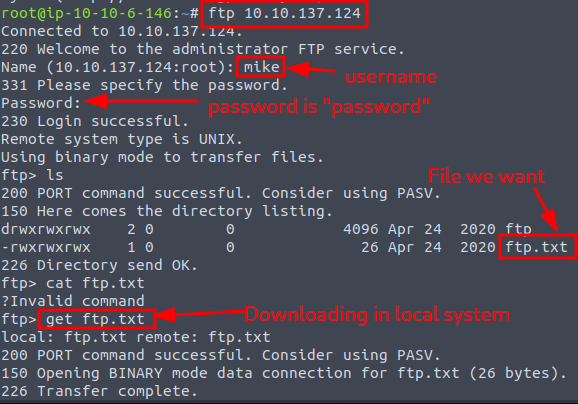 root@ip-10-10-6-146:~# ftp 10.10.137.124
Connected to 10.10.137.124.
220 Welcome to the administrator FTP service.
Name (10.10.137.124:root): mike
username
331 Please specify the password.
Password:
password is "password"
230 Login successful.
Remote system type is UNIX.
Using binary mode to transfer files.
ftp> ls
File we want
200 PORT command successful. Consider using PASV.
150 Here comes the directory listing.
drwxrwxrwx    2 0        0            4096 Apr 24  2020 ftp
-rwxrwxrwx    1 0        0              26 Apr 24  2020 ftp.txt
226 Directory send OK.
ftp> cat ftp.txt
?Invalid command
ftp> get ftp.txt
Downloading in local system
local: ftp.txt remote: ftp.txt
200 PORT command successful. Consider using PASV.
150 Opening BINARY mode data connection for ftp.txt (26 bytes).
226 Transfer complete.